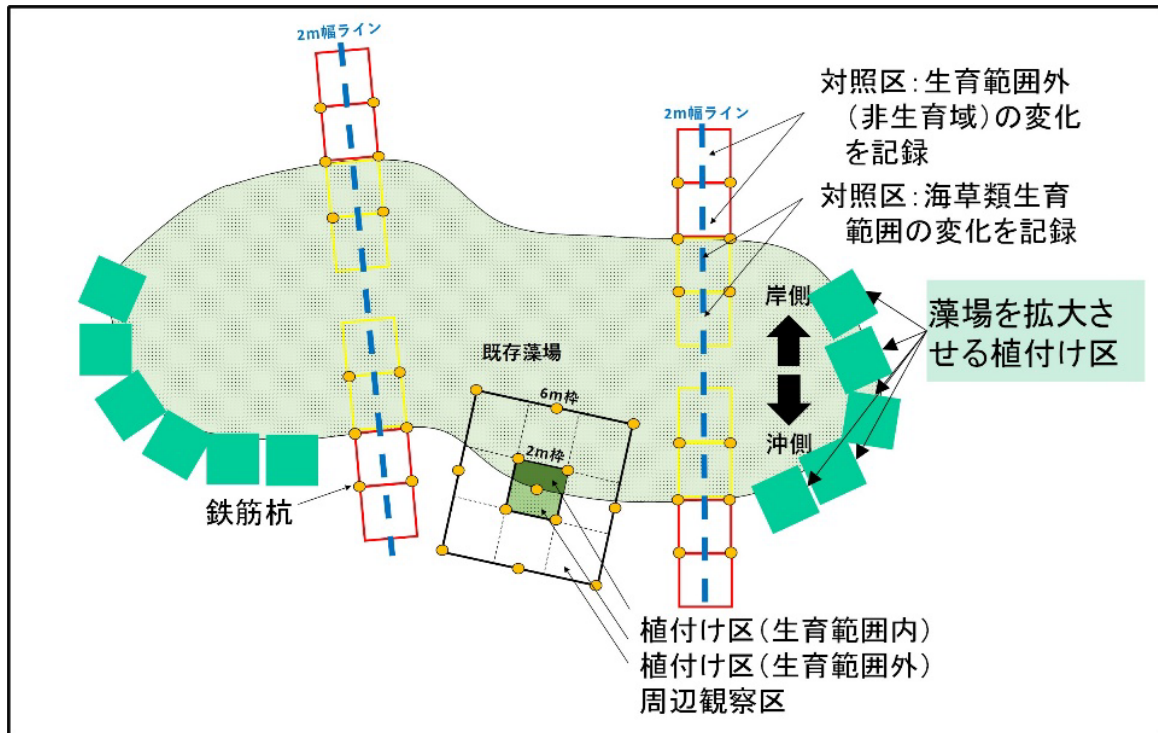 2m幅ライン
2m幅ライン
対照区：生育範囲外
（非生育域）の変化
を記録
対照区：海草類生育
範囲の変化を記録
岸側
沖側
藻場を拡大さ
せる植付け区
既存藻場
6m枠
2m枠
鉄筋杭
植付け区（生育範囲内）
植付け区（生育範囲外）
周辺観察区